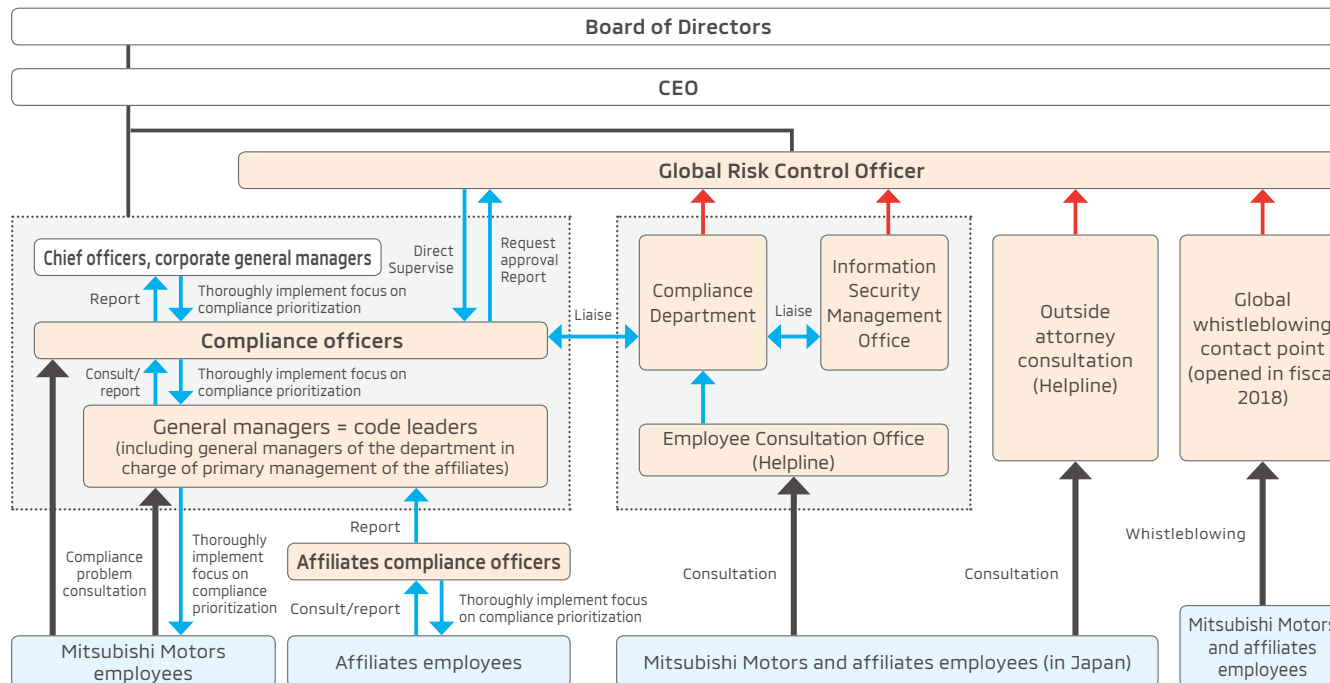 Board of Directors
CEO
Global Risk Control Officer
Chief officers, corporate general managers
Direct
Supervise
Request
approval
Report
Report
Thoroughly implement focus on
compliance prioritization
Compliance officers
Liaise
Compliance
Department
Liaise
Information
Security
Management
Office
Outside
attorney
consultation
(Helpline)
Global
whistleblowing
contact point
(opened in fisca
2018)
Consult/
report
Thoroughly implement focus on
compliance prioritization
General managers = code leaders
(including general managers of the department in
charge of primary management of the affiliates)
Employee Consultation Office
(Helpline)
Report
Affiliates compliance officers
Compliance
problem
consultation
Thoroughly
implement
focus on
compliance
prioritization
Consult/report
Thoroughly implement focus
on compliance prioritization
Consultation
Consultation
Whistleblowing
Mitsubishi Motors
employees
Affiliates employees
Mitsubishi Motors and affiliates employees (in Japan)
Mitsubishi Motors
and affiliates
employees